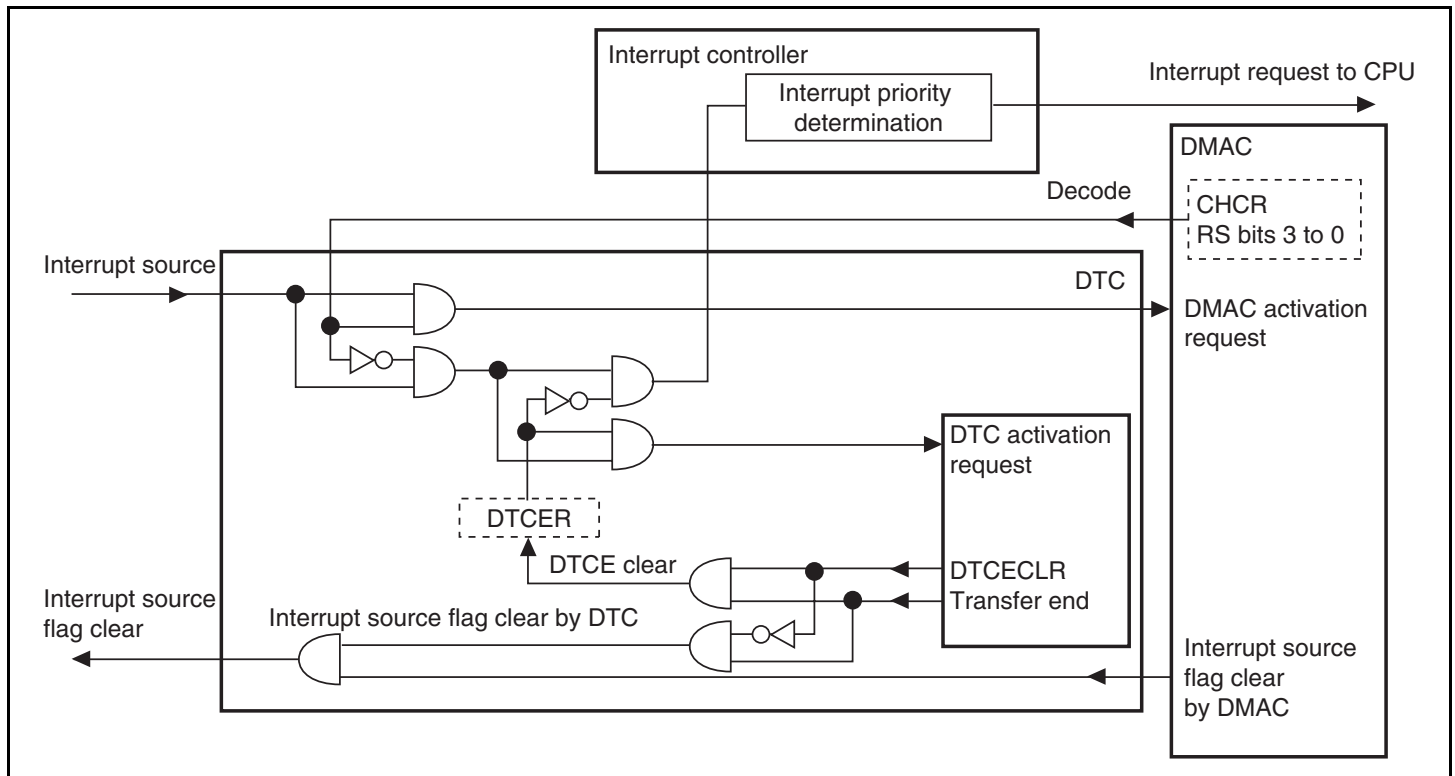 Interrupt controller
Interrupt priority
determination
Interrupt request to CPU
DMAC
Decode
CHCR
RS bits 3 to 0
Interrupt source
DTC
DMAC activation
request
DTC activation
request
DTCER
DTCE clear
DTCECLR
Transfer end
Interrupt source
flag clear
Interrupt source flag clear by DTC
Interrupt source
flag clear
by DMAC